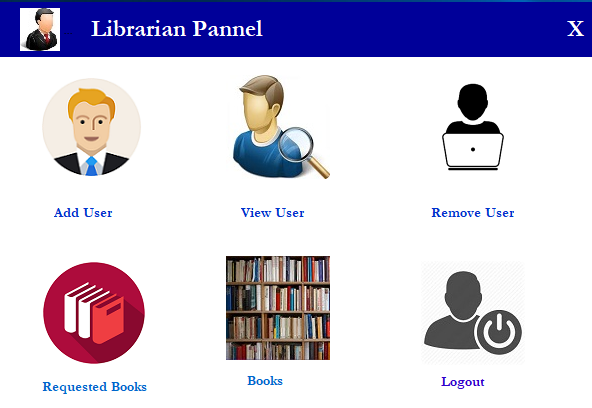 Librarian Pannel
X
Add User
View User
Remove User
Requested Books
Books
Logout